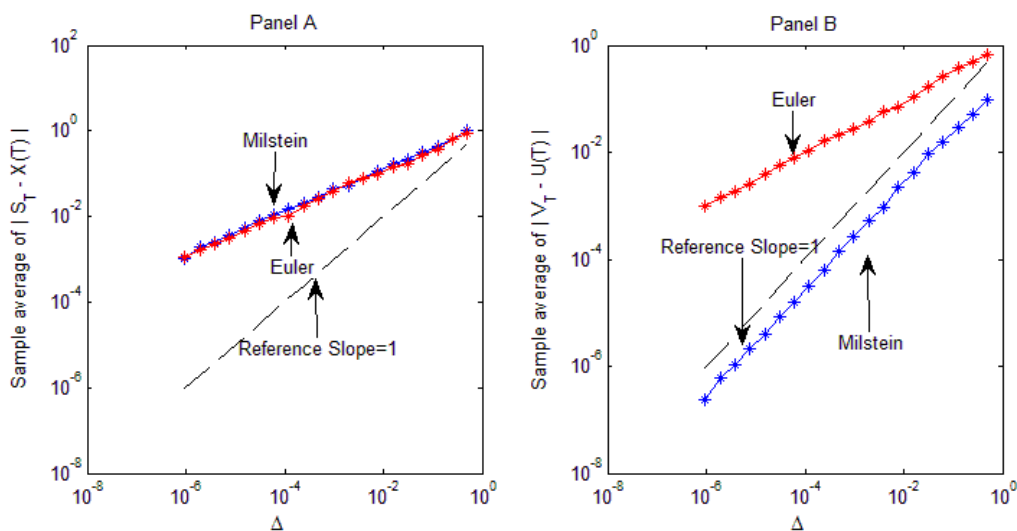 Panel A
10^2
10^0
10^-2
10^-4
10^-6
10^-8
Sample average of | S_T - X(T) |
Milstein
Euler
Reference Slope=1
10^-8
10^-6
10^-4
10^-2
10^0
Δ
Panel B
10^0
10^-2
10^-4
10^-6
10^-8
Sample average of | V_T - U(T) |
Euler
Reference Slope=1
Milstein
10^-8
10^-6
10^-4
10^-2
10^0
Δ